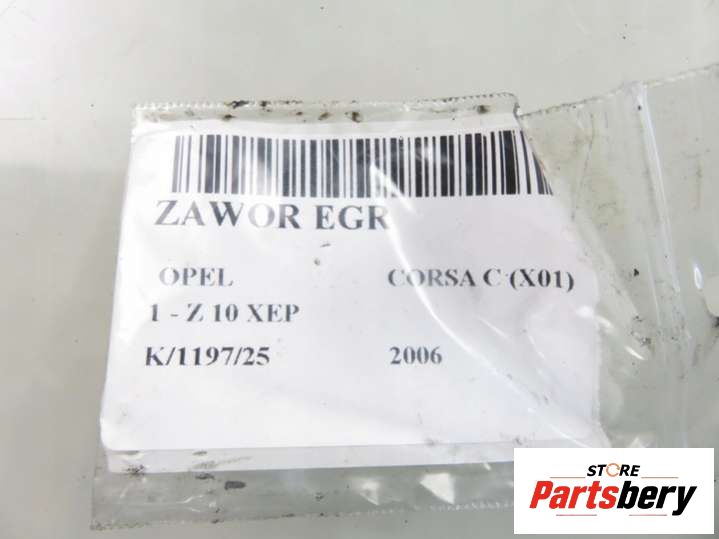 ZAWOR EGR
OPEL CORSA C (X01)
1 - Z 10 XEP
K/1197/25 2006
STORE
Partsbery